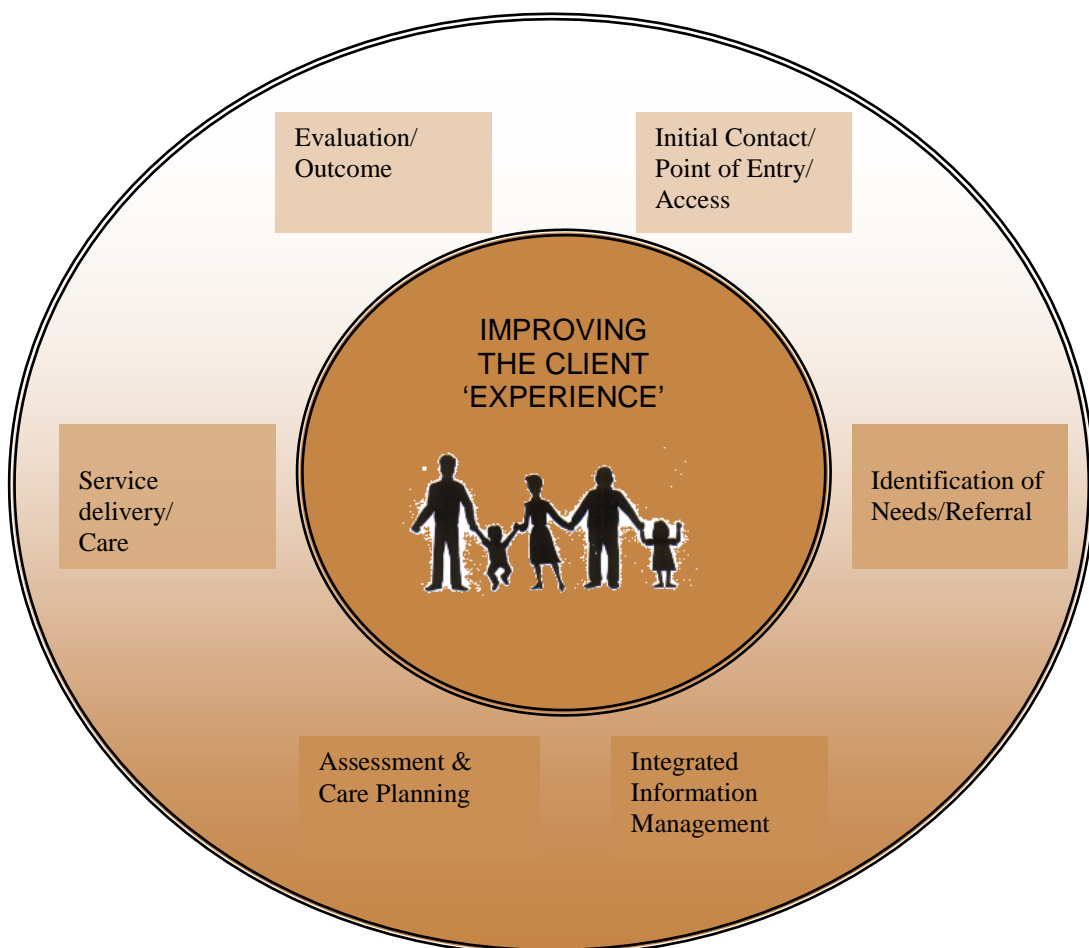 Evaluation/
Outcome
Initial Contact/
Point of Entry/
Access
IMPROVING
THE CLIENT
‘EXPERIENCE’
Service
delivery/
Care
Identification of
Needs/Referral
Assessment &
Care Planning
Integrated
Information
Management